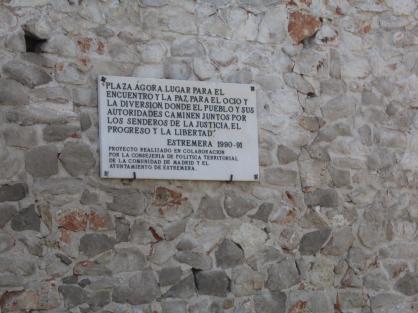 PLAZA, ÁGORA, LUGAR PARA EL
ENCUENTRO Y LA PAZ, PARA EL OCIO Y
LA DIVERSION, DONDE EL PUEBLO Y SUS
AUTORIDADES CAMINEN JUNTOS POR
LOS SENDEROS DE LA JUSTICIA, EL
PROGRESO Y LA LIBERTAD."
ESTREMERA 1990-91
PROYECTO REALIZADO EN COLABORACION
POR LA CONSEJERIA DE POLITICA TERRITORIAL
DE LA COMUNIDAD DE MADRID Y EL
AYUNTAMIENTO DE ESTREMERA.